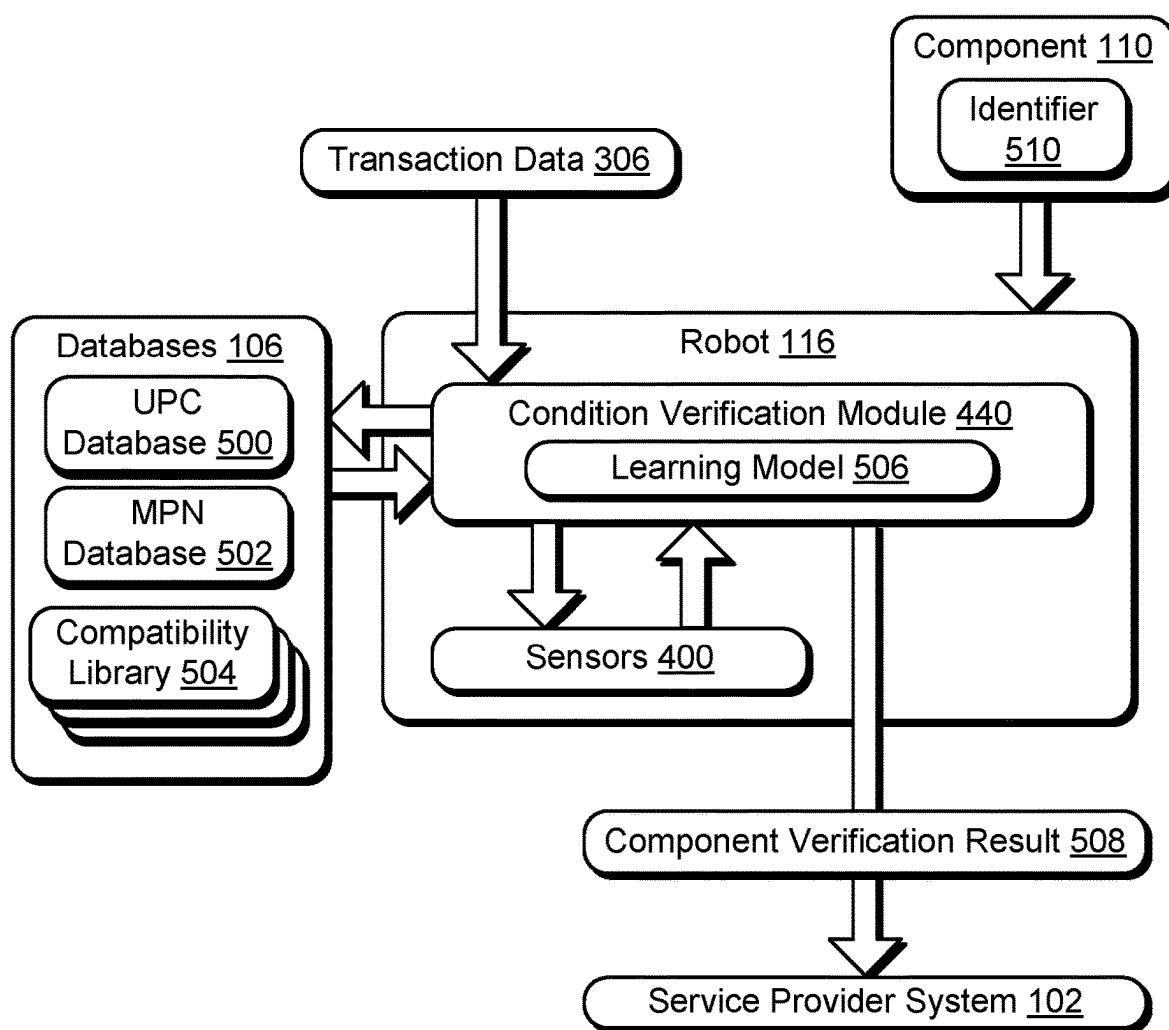 Component 110
Identifier
510
Transaction Data 306
Databases 106
UPC
Database 500
MPN
Database 502
Compatibility
Library 504
Robot 116
Condition Verification Module 440
Learning Model 506
Sensors 400
Component Verification Result 508
Service Provider System 102